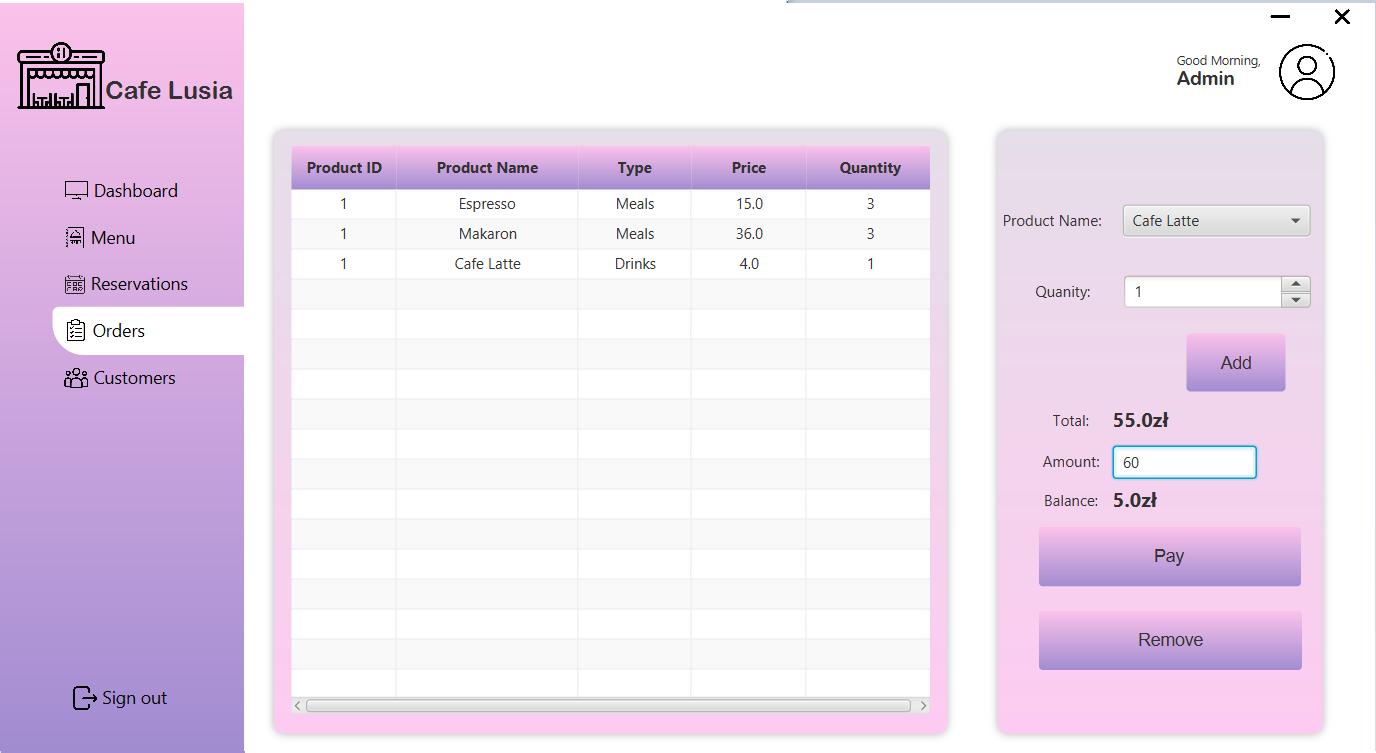 Cafe Lusia
Dashboard
Menu
Reservations
Orders
Customers
Sign out
Good Morning,
Admin
Product ID Product Name Type Price Quantity
1 Espresso Meals 15.0 3
1 Makaron Meals 36.0 3
1 Cafe Latte Drinks 4.0 1
Product Name: Cafe Latte
Quanity: 1
Add
Total: 55.0zł
Amount: 60
Balance: 5.0zł
Pay
Remove